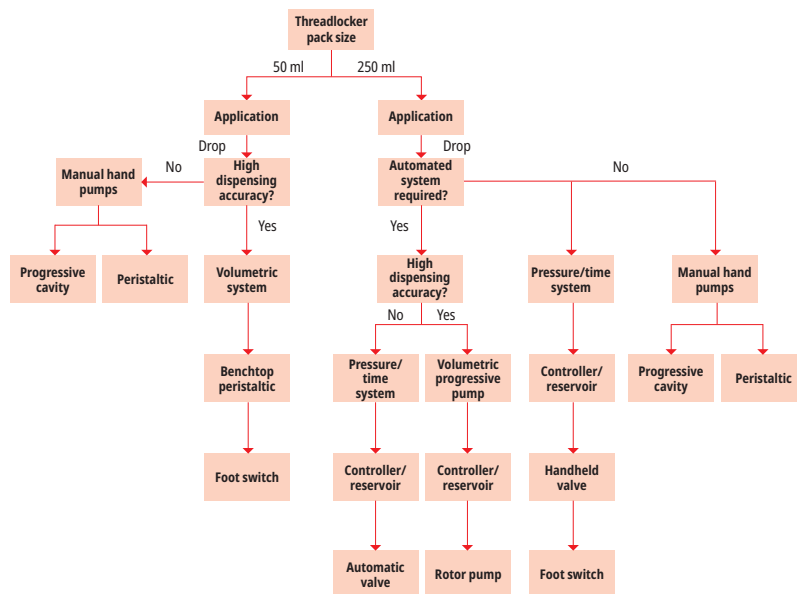 Threadlocker
pack size
50 ml
250 ml
Application
Application
Drop
Drop
Manual hand
pumps
No
High
dispensing
accuracy?
Automated
system
required?
No
Yes
Yes
Progressive
cavity
Peristaltic
Volumetric
system
High
dispensing
accuracy?
Pressure/time
system
Manual hand
pumps
No
Yes
Benchtop
peristaltic
Pressure/
time
system
Volumetric
progressive
pump
Controller/
reservoir
Progressive
cavity
Peristaltic
Foot switch
Controller/
reservoir
Controller/
reservoir
Handheld
valve
Automatic
valve
Rotor pump
Foot switch